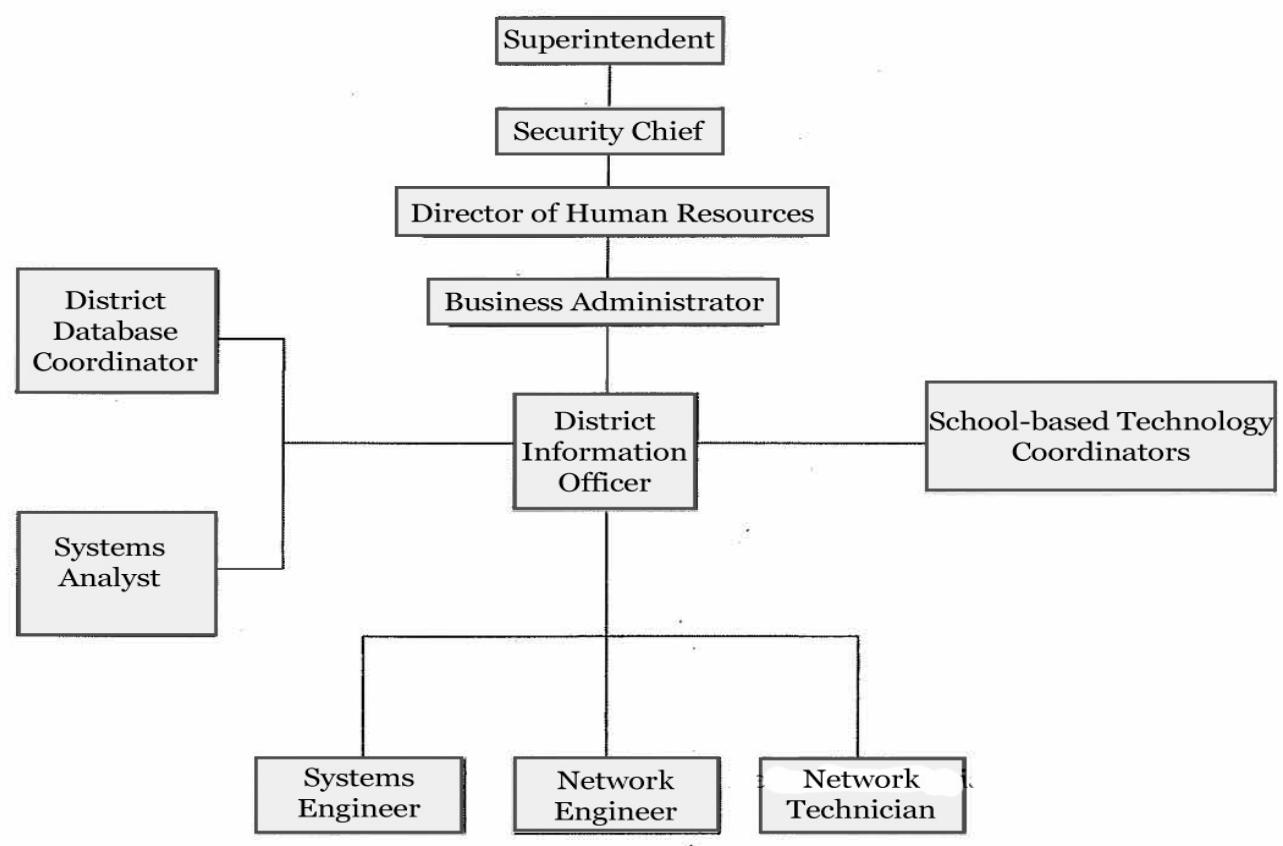 Superintendent
Security Chief
Director of Human Resources
Business Administrator
District
Database
Coordinator
District
Information
Officer
School-based Technology
Coordinators
Systems
Analyst
Systems
Engineer
Network
Engineer
Network
Technician